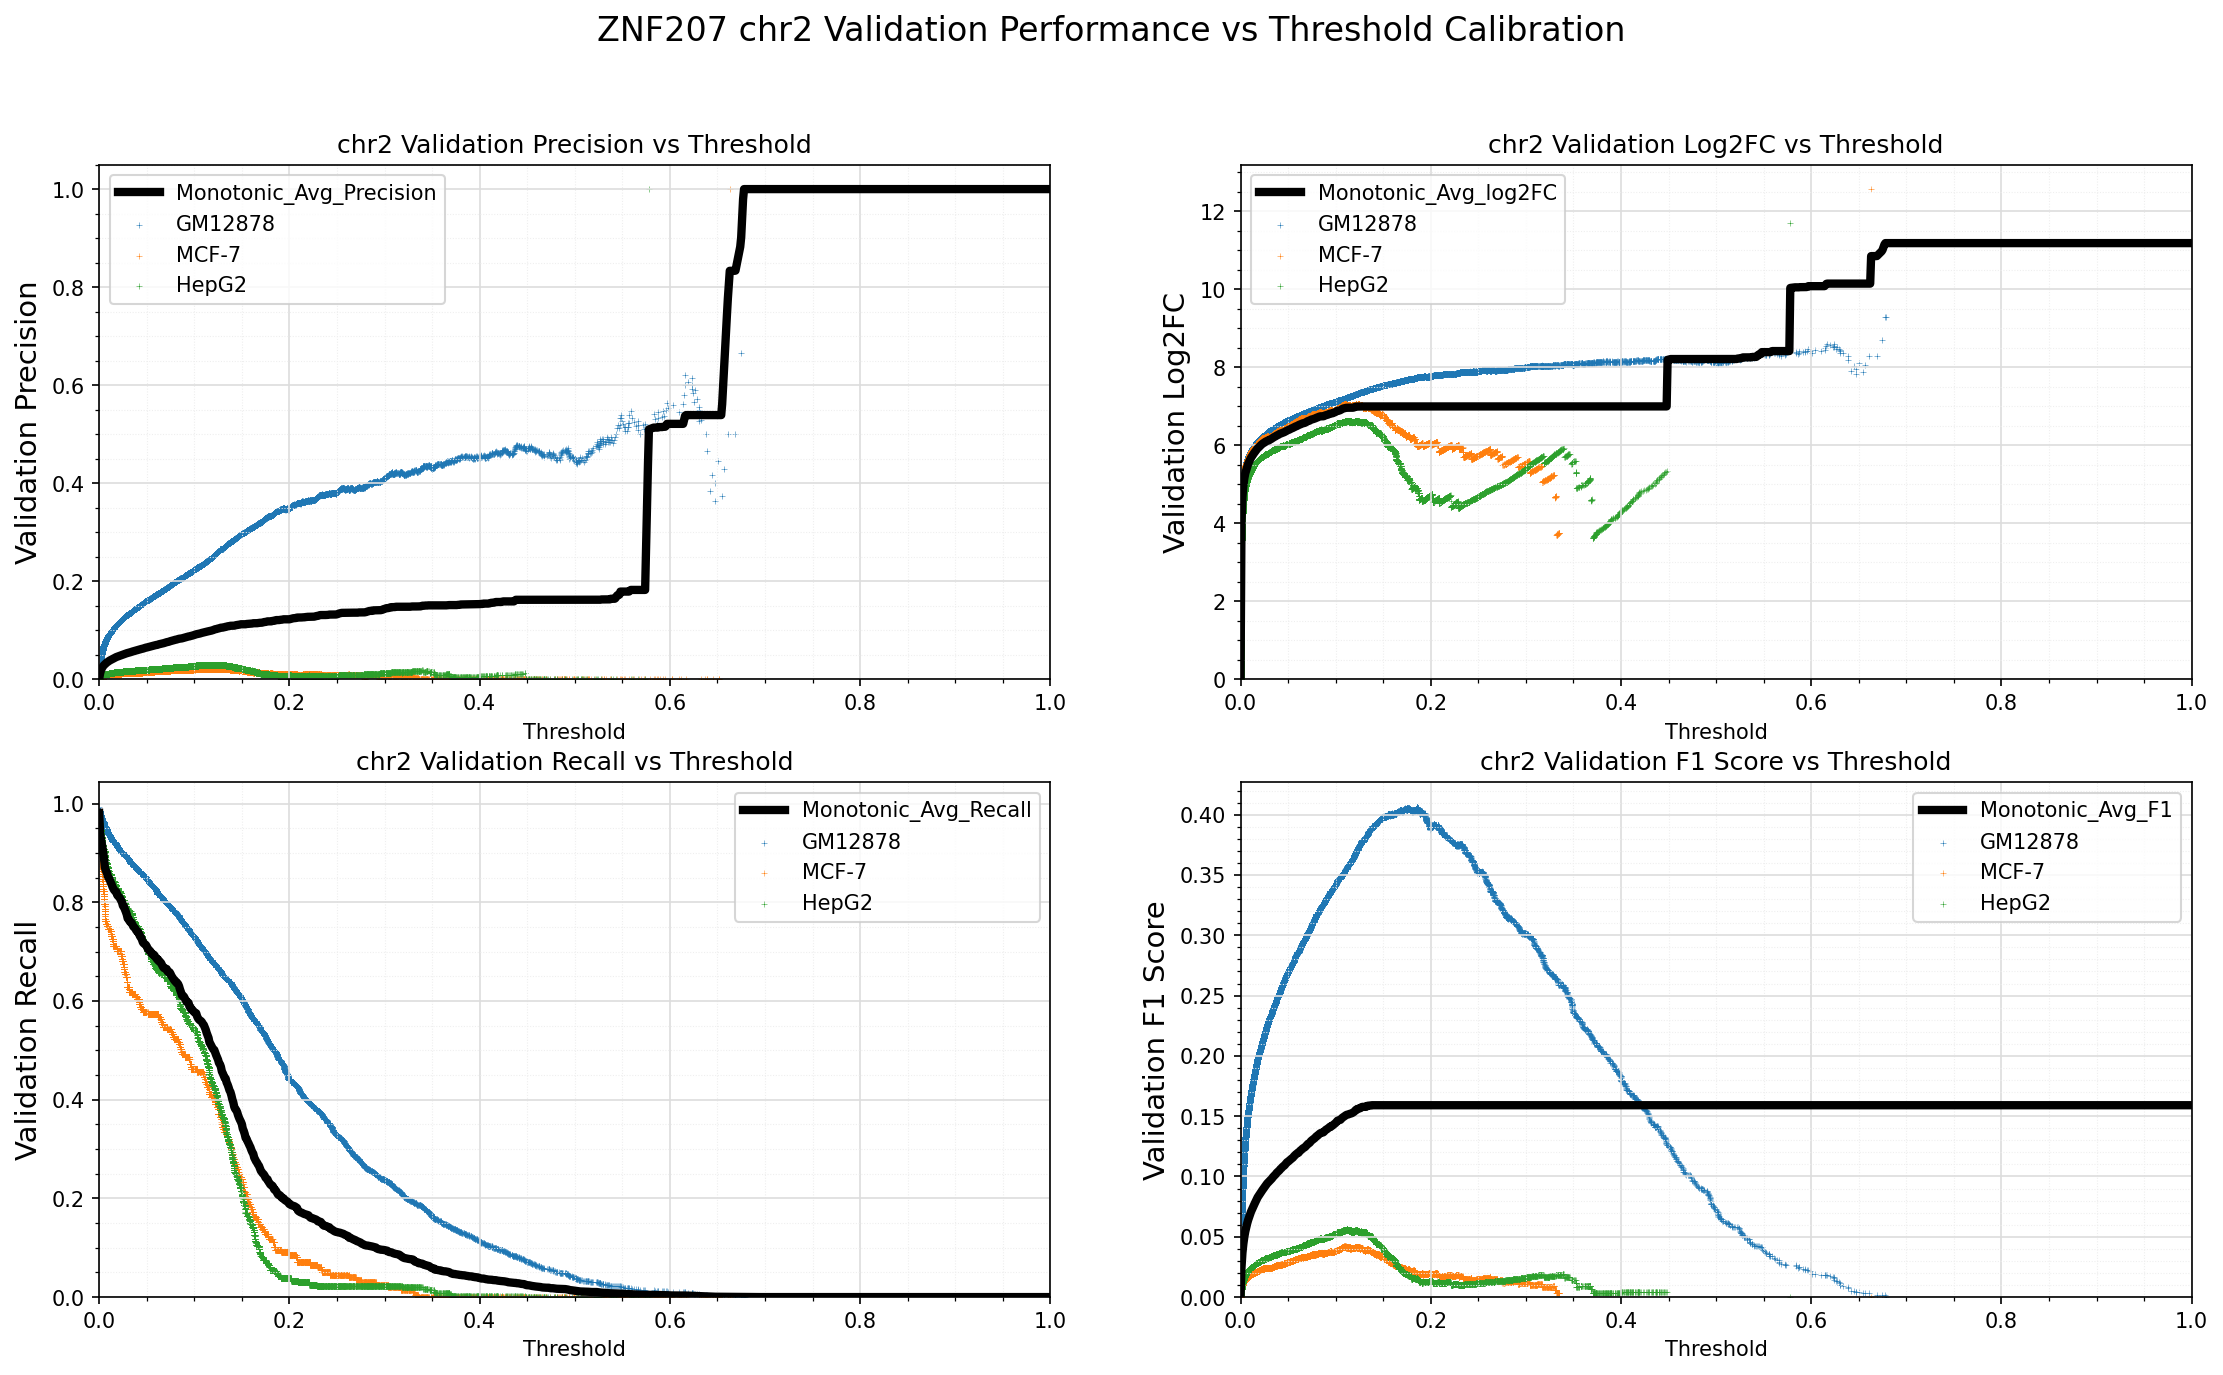 ZNF207 chr2 Validation Performance vs Threshold Calibration
chr2 Validation Precision vs Threshold
Validation Precision
1.0
0.8
0.6
0.4
0.2
0.0
Monotonic_Avg_Precision
GM12878
MCF-7
HepG2
0.0 0.2 0.4 0.6 0.8 1.0
Threshold
chr2 Validation Log2FC vs Threshold
Validation Log2FC
12
10
8
6
4
2
0
Monotonic_Avg_log2FC
GM12878
MCF-7
HepG2
0.0 0.2 0.4 0.6 0.8 1.0
Threshold
chr2 Validation Recall vs Threshold
Validation Recall
1.0
0.8
0.6
0.4
0.2
0.0
Monotonic_Avg_Recall
GM12878
MCF-7
HepG2
0.0 0.2 0.4 0.6 0.8 1.0
Threshold
chr2 Validation F1 Score vs Threshold
Validation F1 Score
0.40
0.35
0.30
0.25
0.20
0.15
0.10
0.05
0.00
Monotonic_Avg_F1
GM12878
MCF-7
HepG2
0.0 0.2 0.4 0.6 0.8 1.0
Threshold